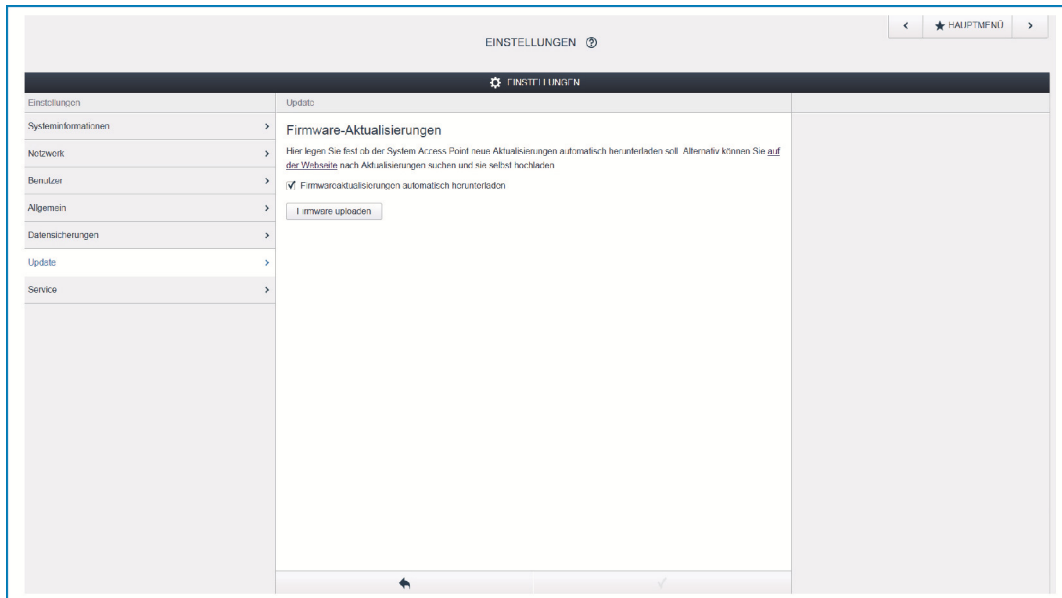 HAUPTMENÜ
EINSTELLUNGEN
EINSTELLUNGEN
Einstellungen
Update
Systeminformationen
Netzwerk
Benutzer
Allgemein
Datensicherungen
Update
Service
Firmware-Aktualisierungen
Hier legen Sie fest ob der System Access Point neue Aktualisierungen automatisch herunterladen soll. Alternativ können Sie auf
der Webseite nach Aktualisierungen suchen und sie selbst hochladen
Firmwareaktualisierungen automatisch herunterladen
Firmware uploaden